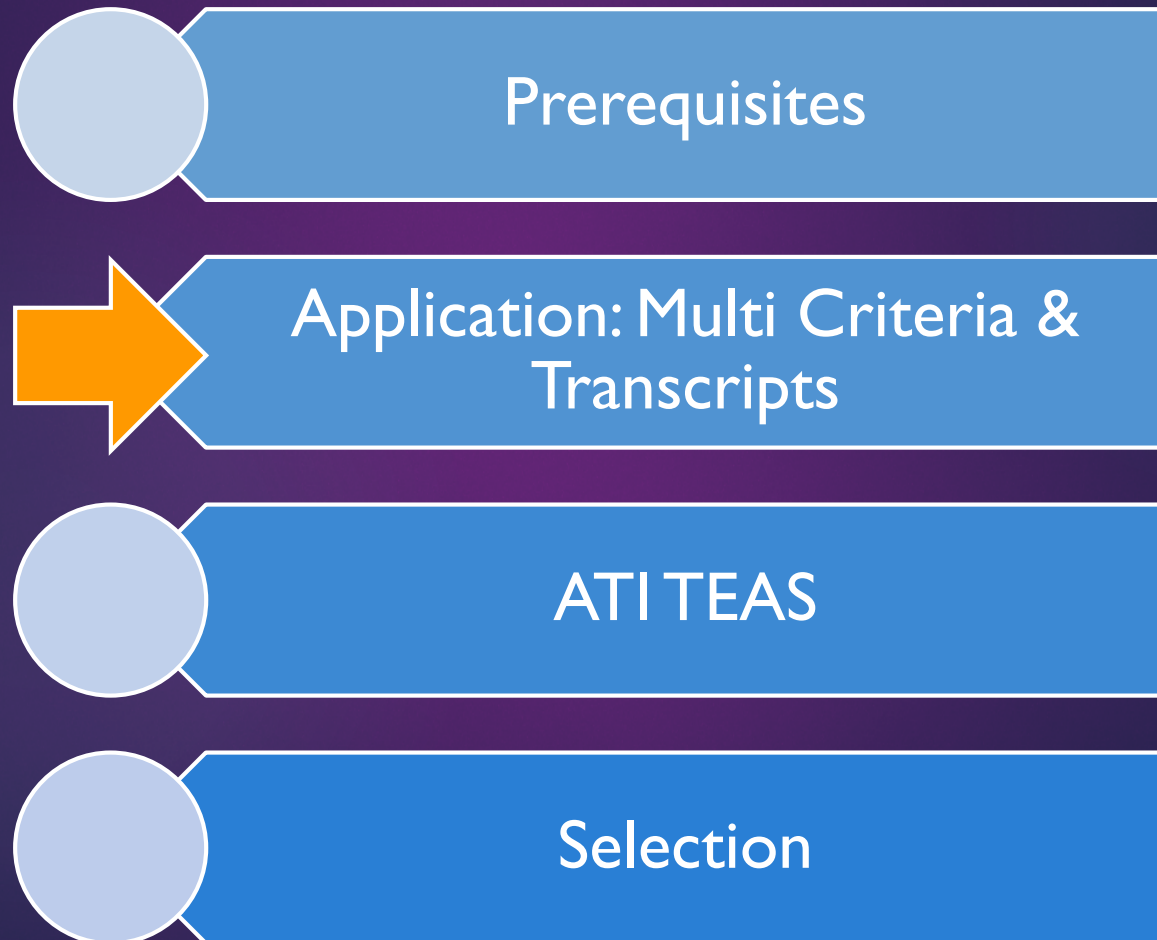 Prerequisites
Application: Multi Criteria &
Transcripts
ATI TEAS
Selection